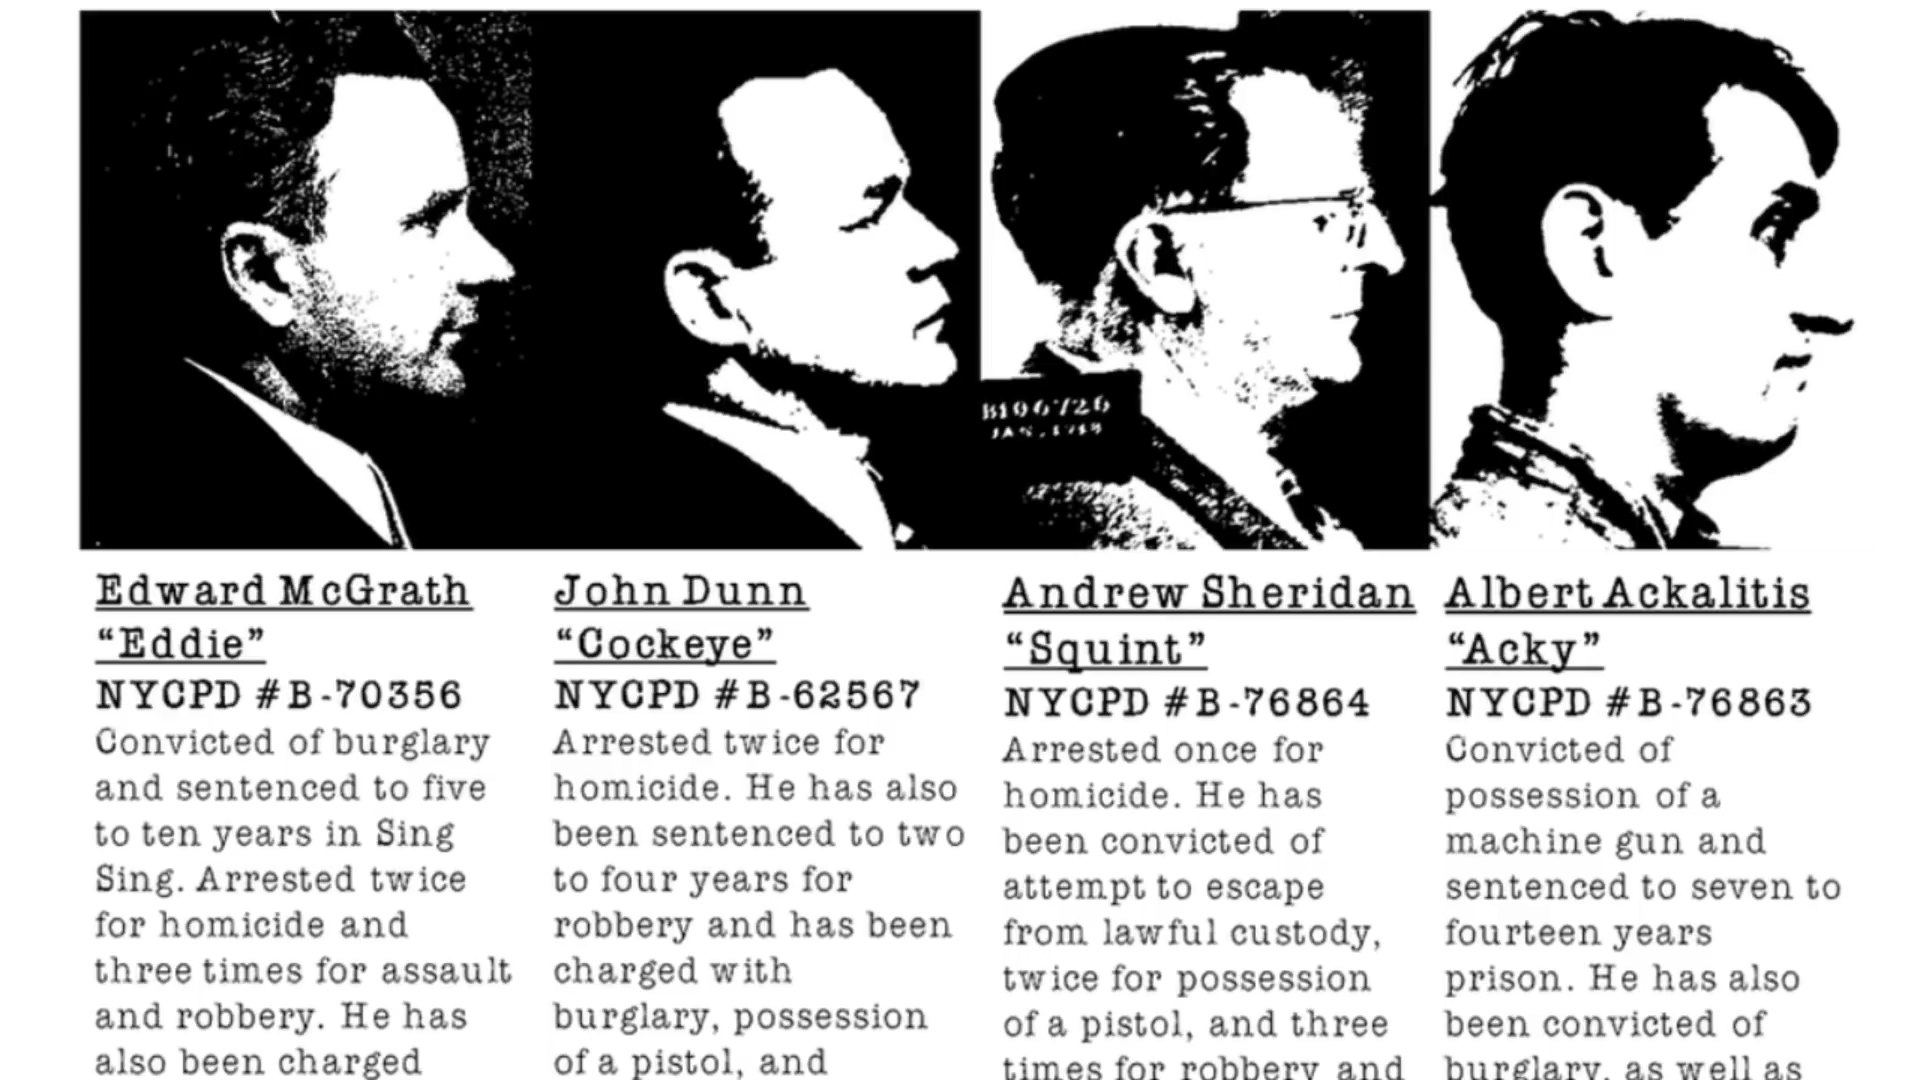 B106726
JAN. 1918
Edward McGrath
“Eddie”
NYCPD #B-70356
Convicted of burglary
and sentenced to five
to ten years in Sing
Sing. Arrested twice
for homicide and
three times for assault
and robbery. He has
also been charged
John Dunn
“Cockeye”
NYCPD #B-62567
Arrested twice for
homicide. He has also
been sentenced to two
to four years for
robbery and has been
charged with
burglary, possession
of a pistol, and
Andrew Sheridan
“Squint”
NYCPD #B-76864
Arrested once for
homicide. He has
been convicted of
attempt to escape
from lawful custody,
twice for possession
of a pistol, and three
times for robbery and
Albert Ackalitis
“Acky”
NYCPD #B-76863
Convicted of
possession of a
machine gun and
sentenced to seven to
fourteen years
prison. He has also
been convicted of
burglary, as well as